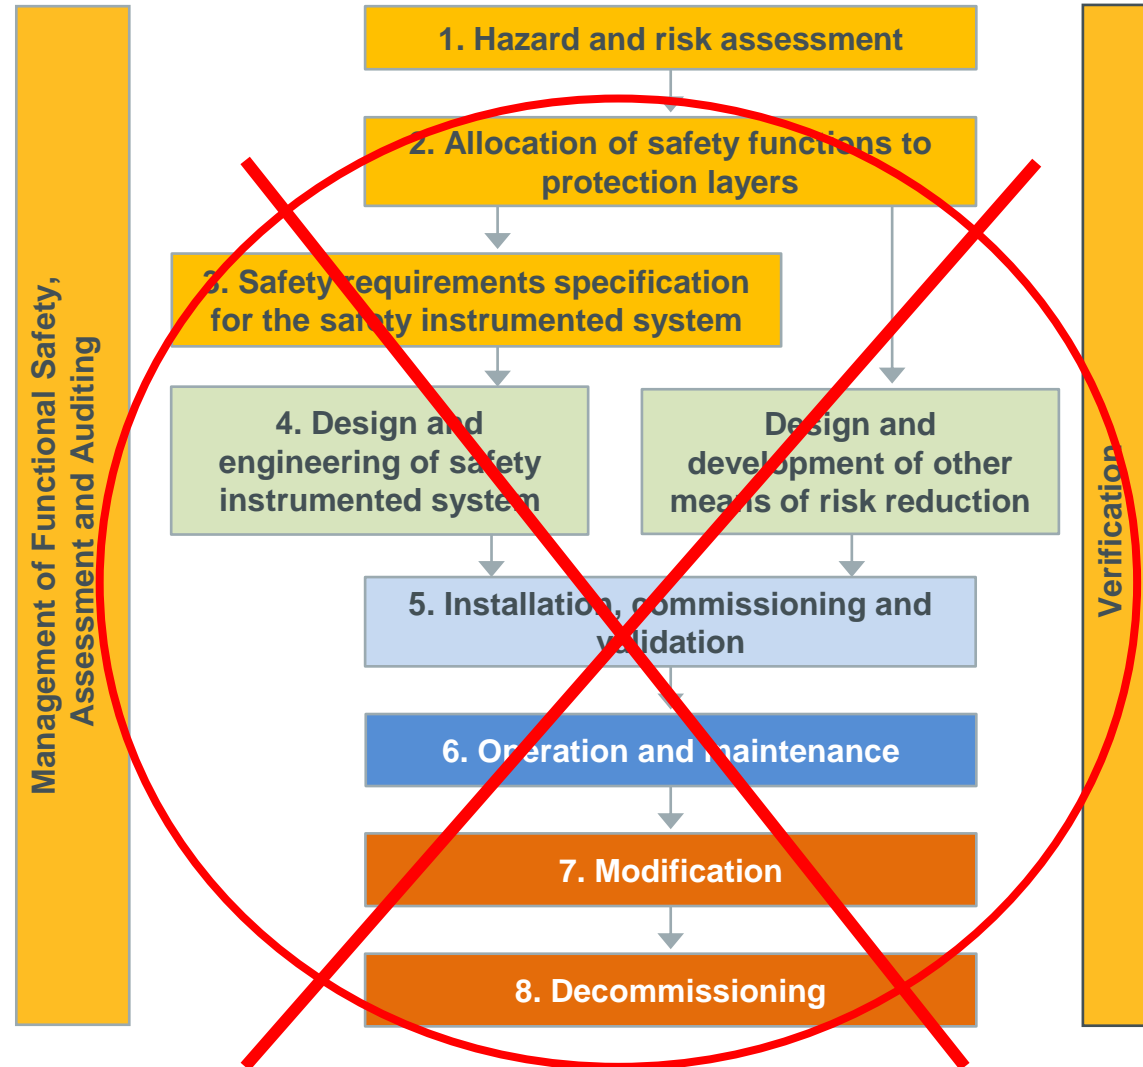 1. Hazard and risk assessment
2. Allocation of safety functions to
protection layers
3. Safety requirements specification
for the safety instrumented system
4. Design and
engineering of safety
instrumented system
Design and
development of other
means of risk reduction
5. Installation, commissioning and
validation
6. Operation and maintenance
7. Modification
8. Decommissioning
Management of Functional Safety,
Assessment and Auditing
Verification